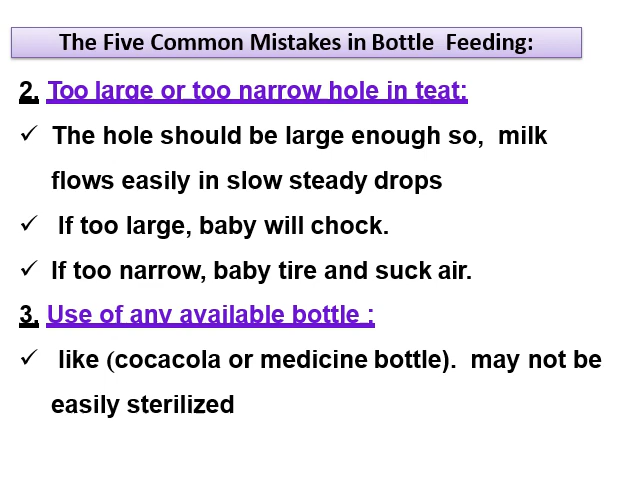 The Five Common Mistakes in Bottle  Feeding:
2. Too large or too narrow hole in teat:
✓ The hole should be large enough so,  milk
flows easily in slow steady drops
✓ If too large, baby will chock.
✓ If too narrow, baby tire and suck air.
3. Use of any available bottle :
✓ like (cocacola or medicine bottle).  may not be
easily sterilized